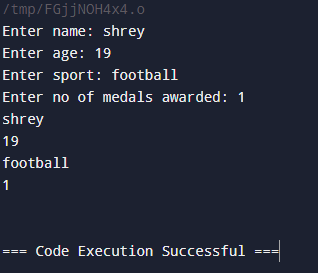 /tmp/FGjjNOH4x4.o
Enter name: shrey
Enter age: 19
Enter sport: football
Enter no of medals awarded: 1
shrey
19
football
1
=== Code Execution Successful ===